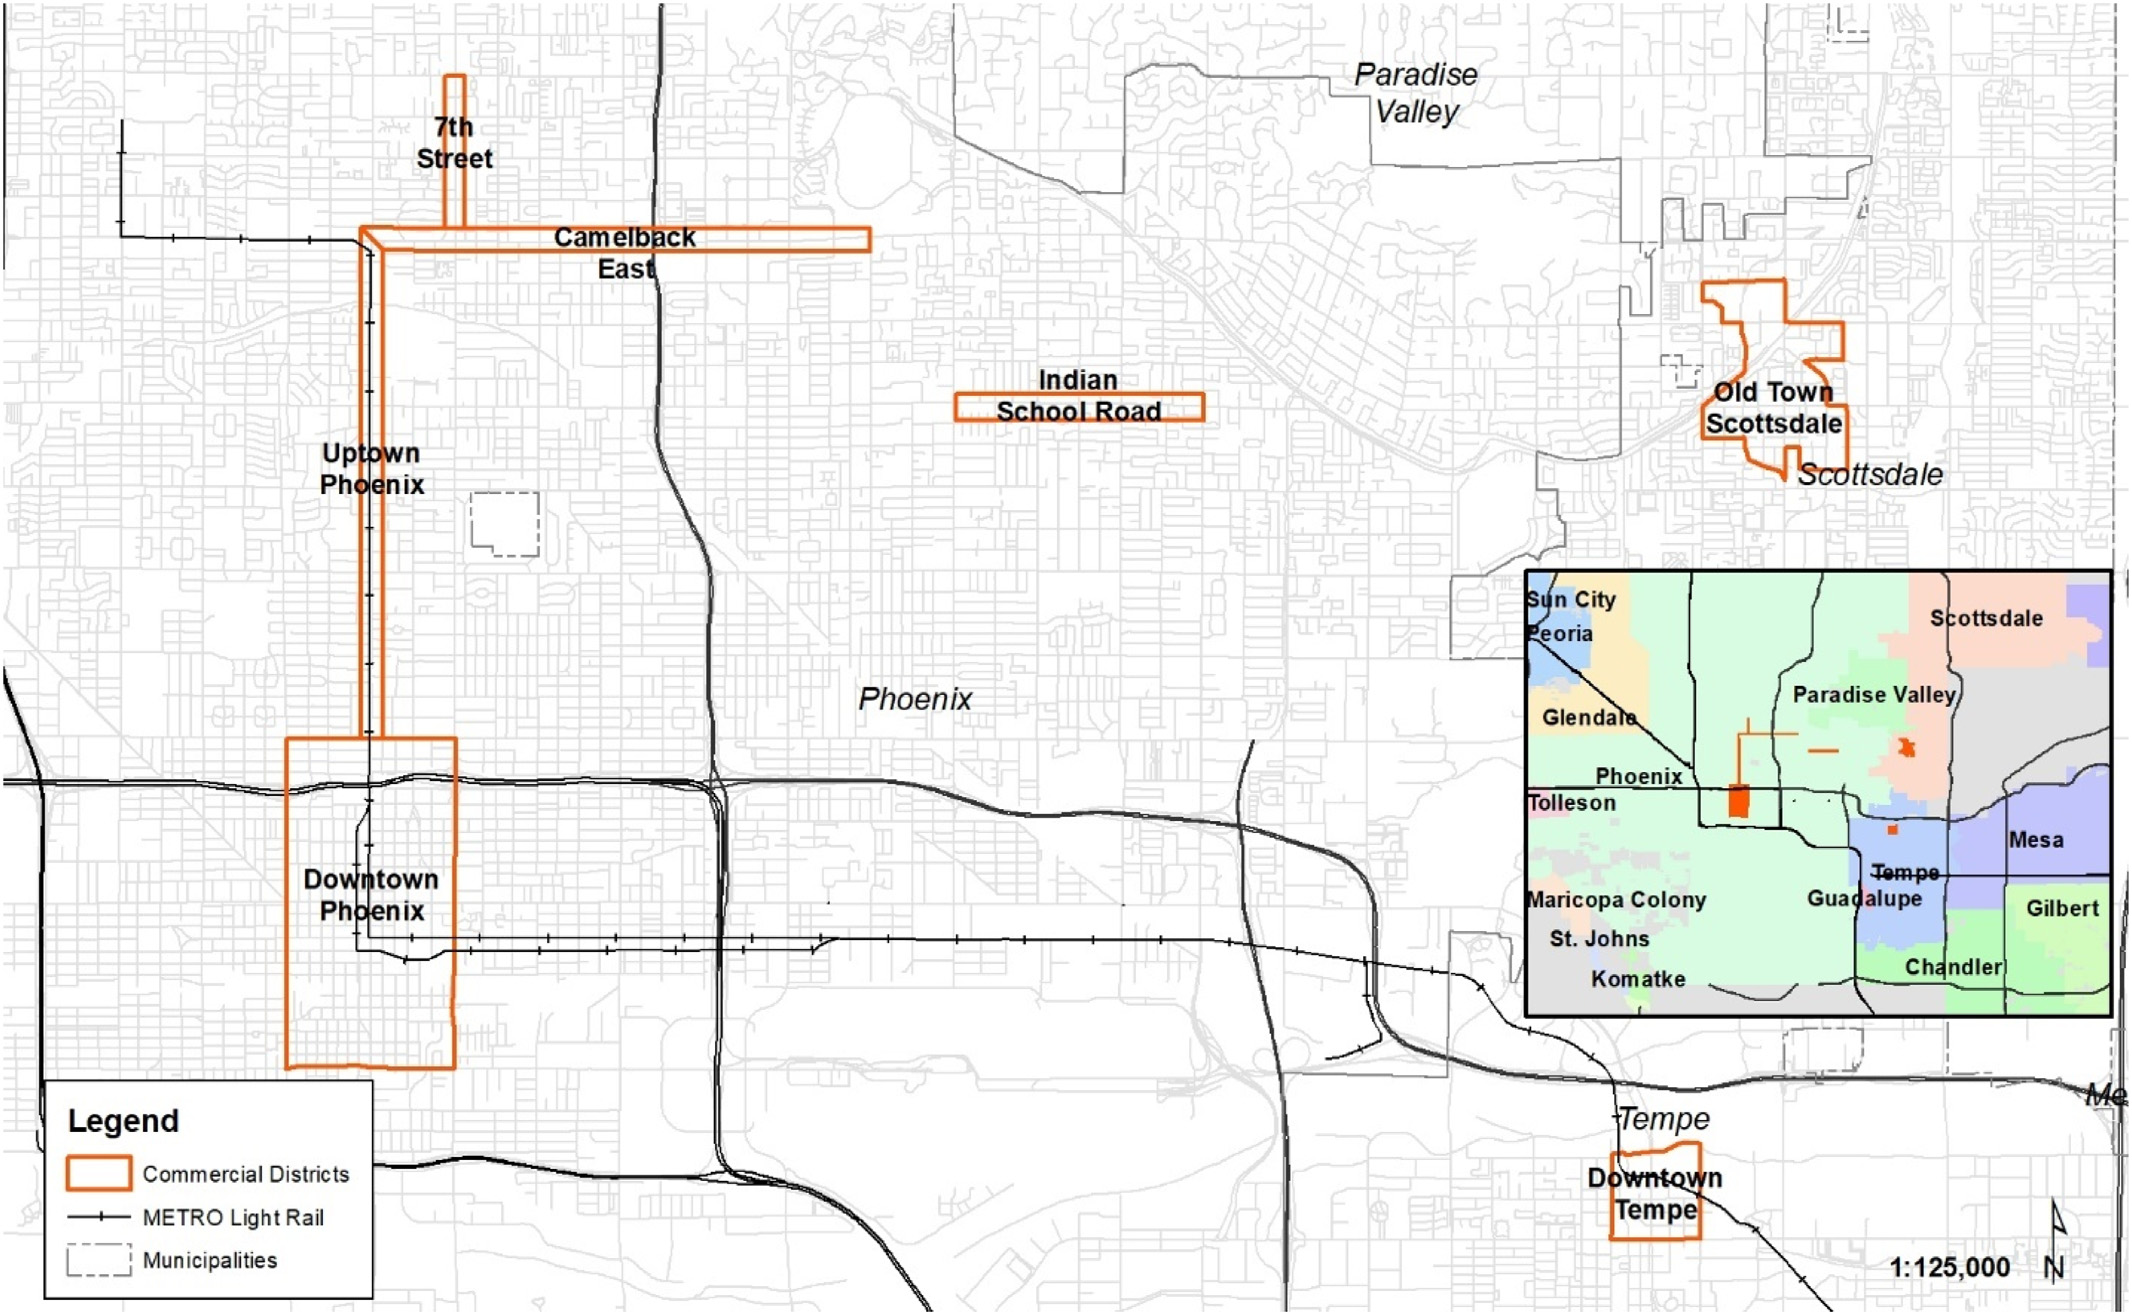 Paradise
Valley
7th
Street
Camelback
East
Indian
School Road
Old Town
Scottsdale
Scottsdale
Uptown
Phoenix
Phoenix
Downtown
Phoenix
Tempe
Me
Downtown
Tempe
Sun City
Peoria
Scottsdale
Paradise Valley
Glendale
Phoenix
Tolleson
Mesa
Tempe
Maricopa Colony
Guadalupe
Gilbert
St. Johns
Chandler
Komatke
Legend
Commercial Districts
METRO Light Rail
Municipalities
1:125,000
N